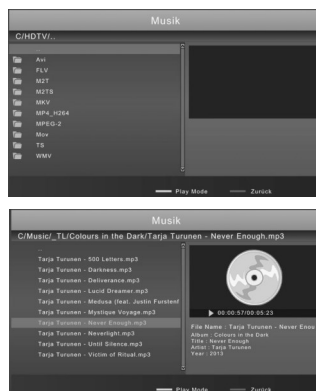 Musik
C/HDTV/..
..
Avi
FLV
M2T
M2TS
MKV
MP4_H264
MPEG-2
Mov
TS
WMV
Play Mode
Zurück
Musik
C/Music/_TL/Colours in the Dark/Tarja Turunen - Never Enough.mp3
..
Tarja Turunen - 500 Letters.mp3
Tarja Turunen - Darkness.mp3
Tarja Turunen - Deliverance.mp3
Tarja Turunen - Lucid Dreamer.mp3
Tarja Turunen - Medusa (feat. Justin Furstenf
Tarja Turunen - Mystique Voyage.mp3
Tarja Turunen - Never Enough.mp3
Tarja Turunen - Neverlight.mp3
Tarja Turunen - Until Silence.mp3
Tarja Turunen - Victim of Ritual.mp3
00:00:57/00:05:23
File Name : Tarja Turunen - Never Enou
Album : Colours in the Dark
Title : Never Enough
Artist : Tarja Turunen
Year : 2013
Play Mode
Zurück